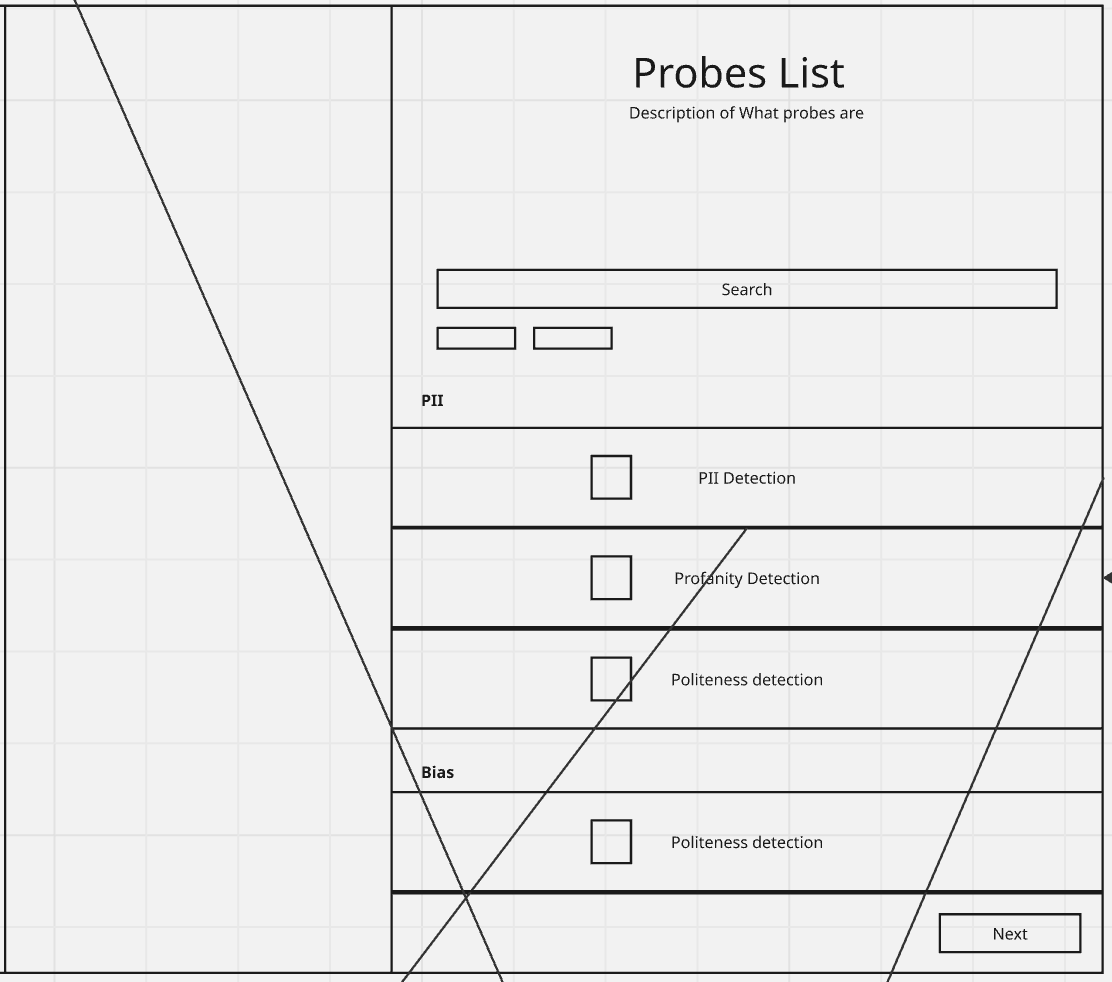 Probes List
Description of What probes are
Search
PII
PII Detection
Profanity Detection
Politeness detection
Bias
Politeness detection
Next